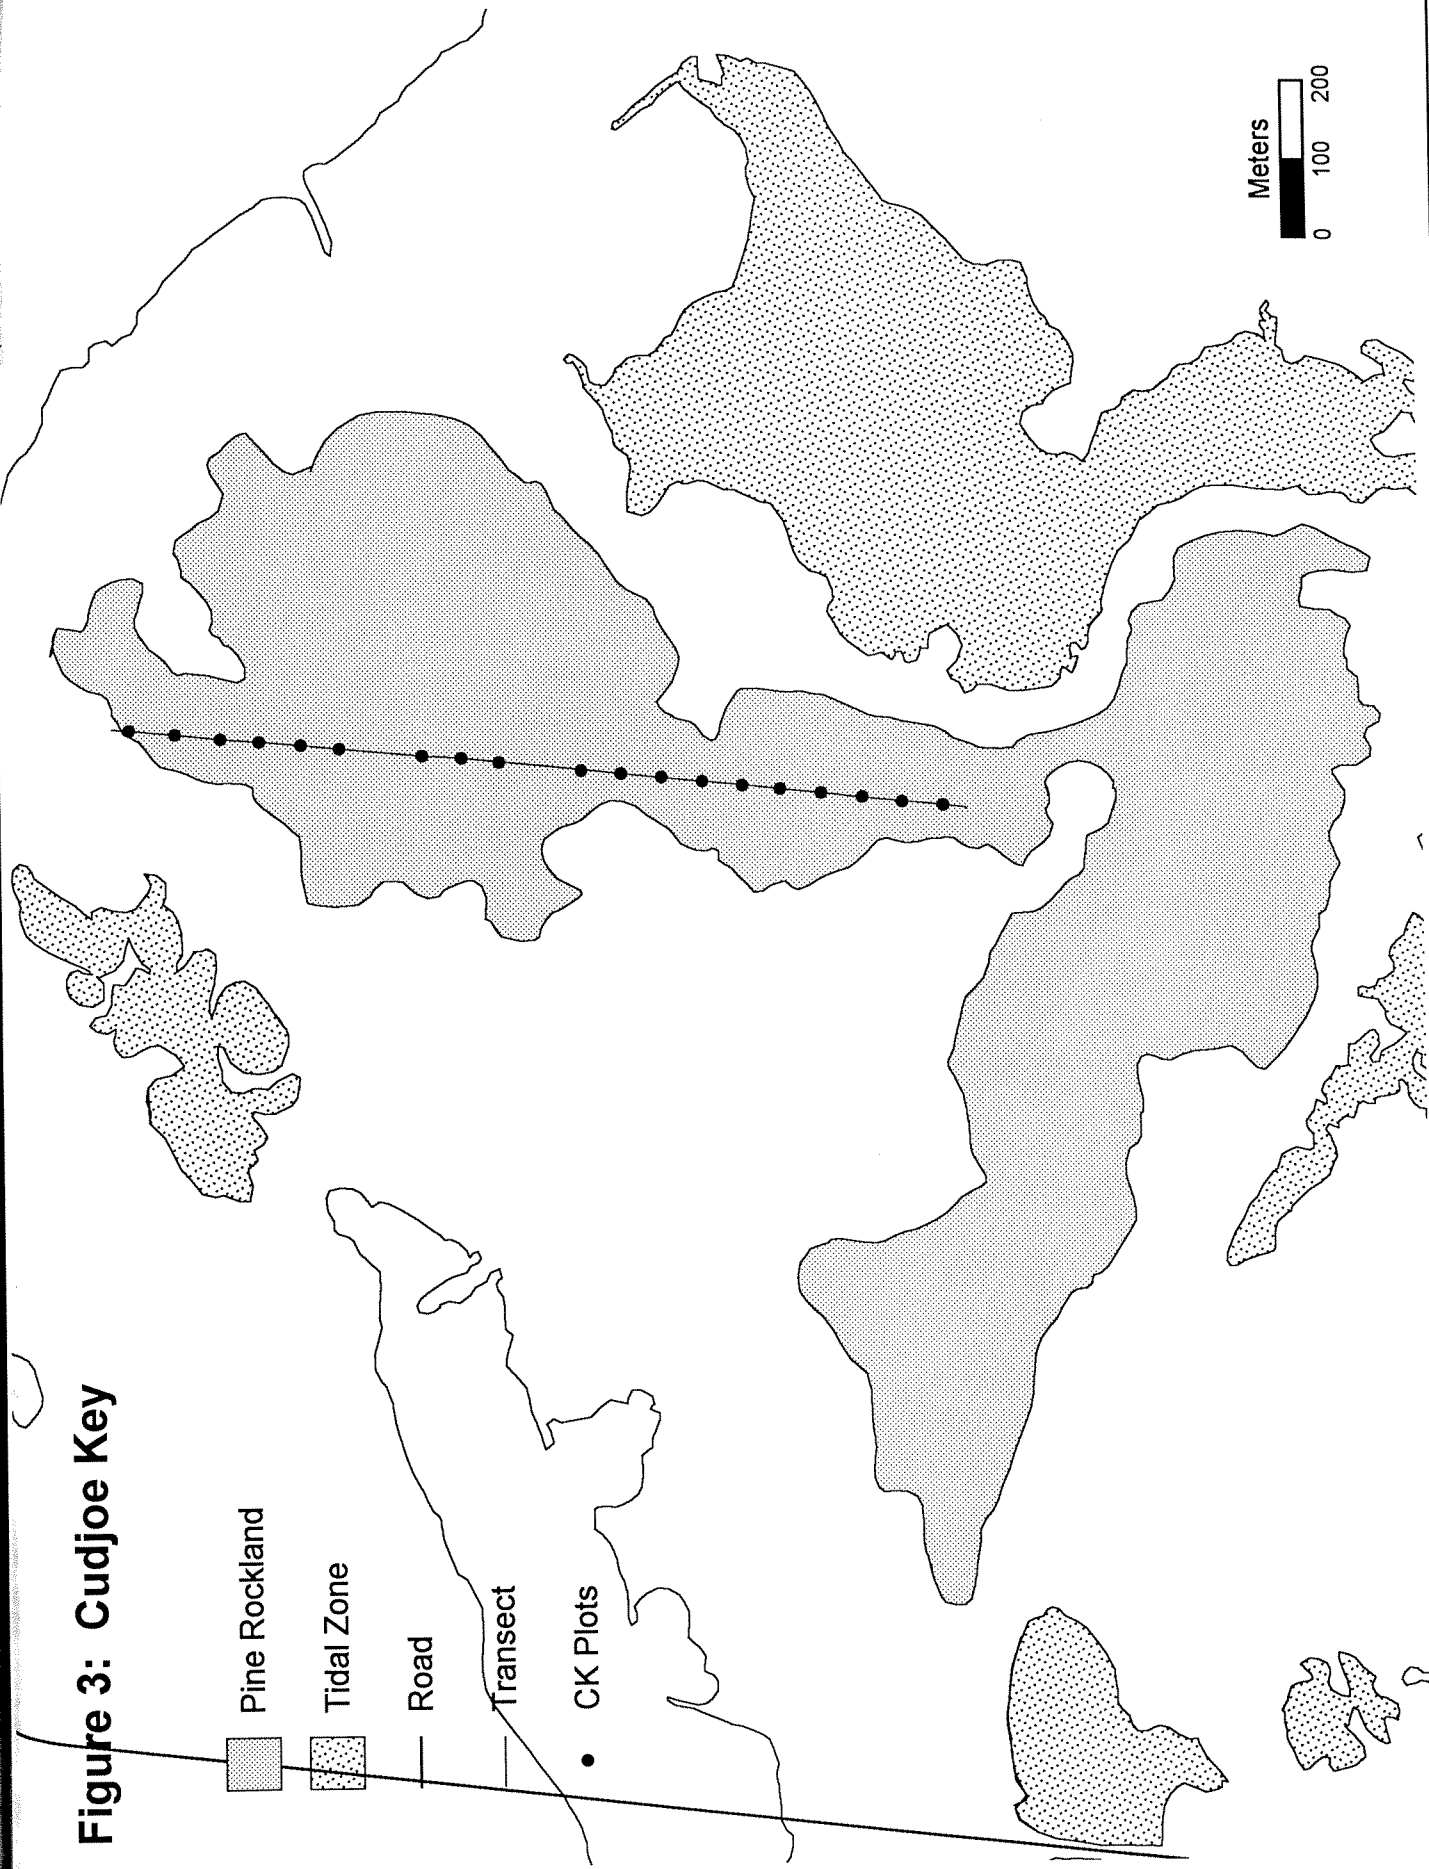 Figure 3: Cudjoe Key
Pine Rockland
Tidal Zone
Road
Transect
CK Plots
Meters
0 100 200